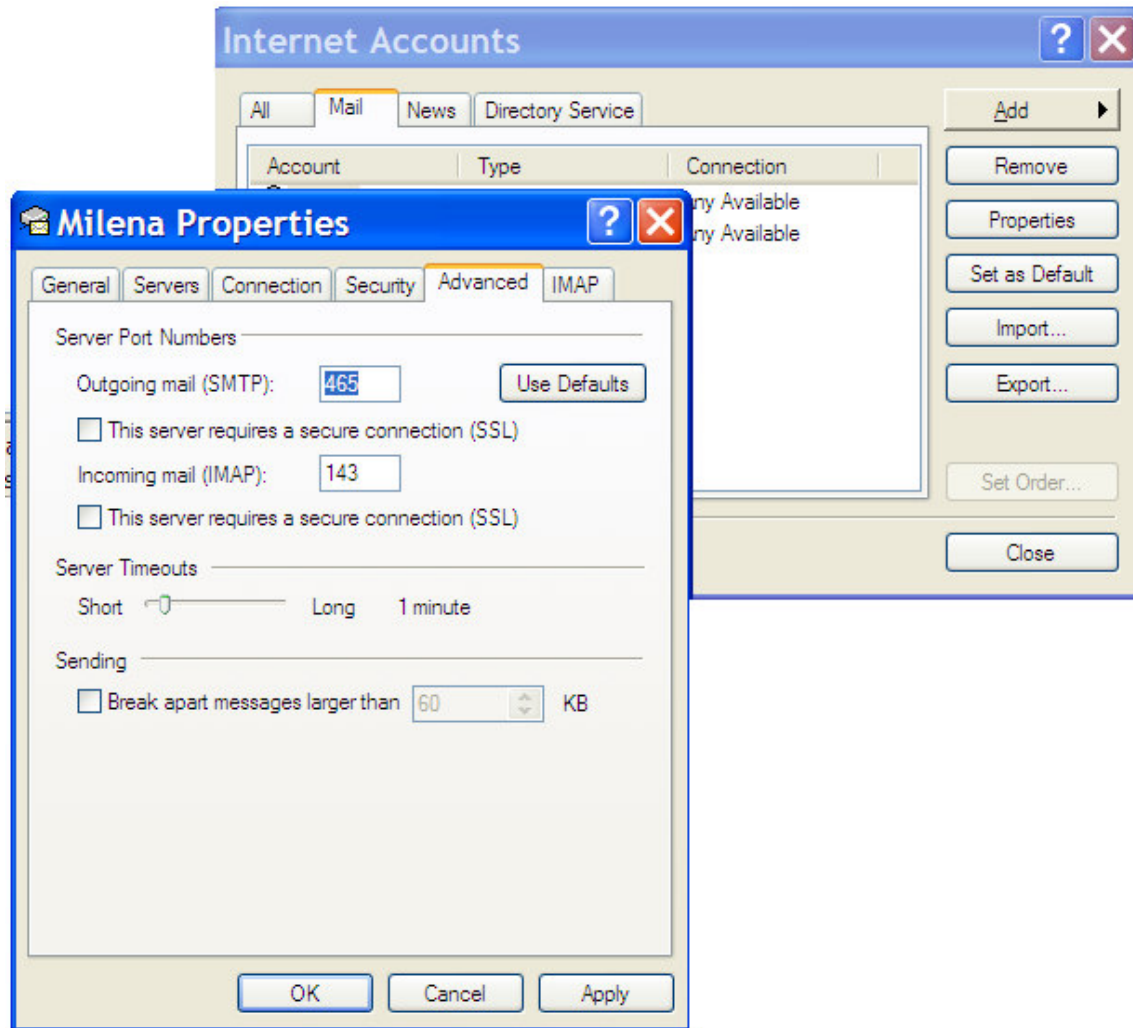 Internet Accounts
All Mail News Directory Service
Add
Account Type Connection
Remove
any Available
any Available
Properties
Set as Default
Import...
Export...
Set Order...
Close
Milena Properties
General Servers Connection Security Advanced IMAP
Server Port Numbers
Outgoing mail (SMTP): 465 Use Defaults
This server requires a secure connection (SSL)
Incoming mail (IMAP): 143
This server requires a secure connection (SSL)
Server Timeouts
Short Long 1 minute
Sending
Break apart messages larger than 60 KB
OK Cancel Apply